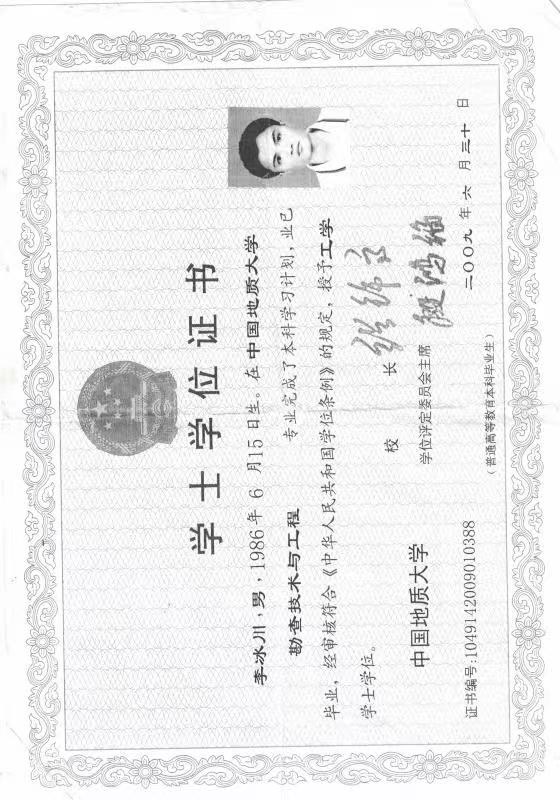 学士学位证书
李冰川，男，1986年 6 月15日生。在中国地质大学
勘查技术与工程 专业完成了本科学习计划，业已
毕业，经审核符合《中华人民共和国学位条例》的规定，授予工学
学士学位。
校 长
中国地质大学 学位评定委员会主席
证书编号:1049142009010388 二〇〇九 年 六 月 三十 日
（普通高等教育本科毕业生）